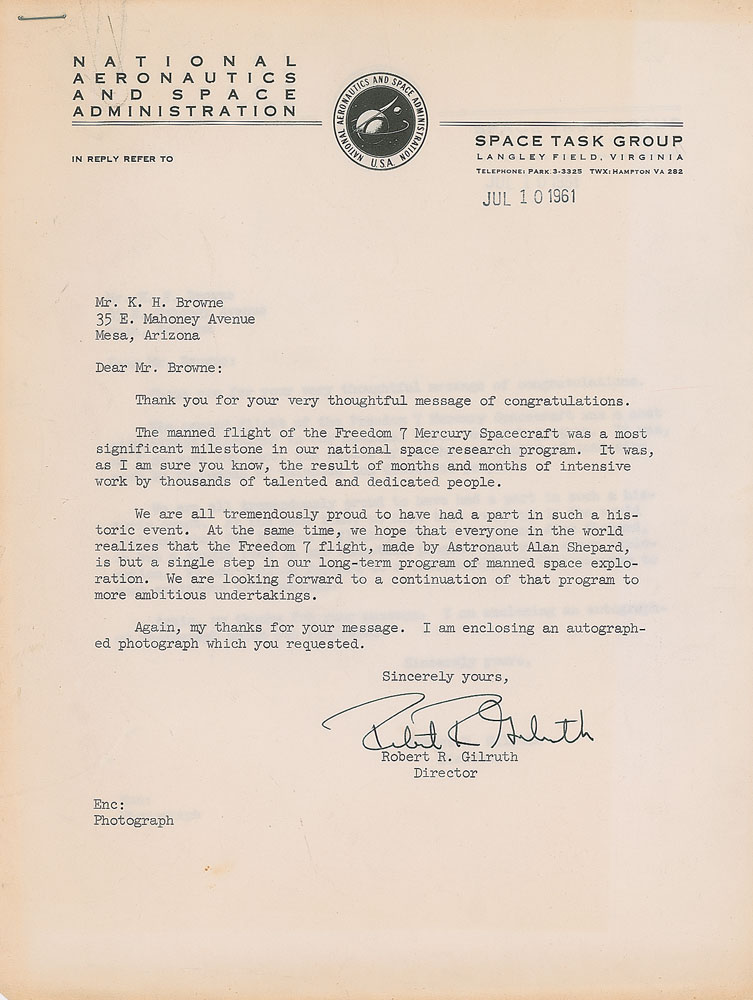 NATIONAL
AERONAUTICS
AND SPACE
ADMINISTRATION
NATIONAL AERONAUTICS AND SPACE ADMINISTRATION
U.S.A.
SPACE TASK GROUP
LANGLEY FIELD, VIRGINIA
TELEPHONE: PARK 3-3325 TWX: HAMPTON VA 282
IN REPLY REFER TO
JUL 10 1961
Mr. K. H. Browne
35 E. Mahoney Avenue
Mesa, Arizona
Dear Mr. Browne:
Thank you for your very thoughtful message of congratulations.
The manned flight of the Freedom 7 Mercury Spacecraft was a most
significant milestone in our national space research program. It was,
as I am sure you know, the result of months and months of intensive
work by thousands of talented and dedicated people.
We are all tremendously proud to have had a part in such a his-
toric event. At the same time, we hope that everyone in the world
realizes that the Freedom 7 flight, made by Astronaut Alan Shepard,
is but a single step in our long-term program of manned space explo-
ration. We are looking forward to a continuation of that program to
more ambitious undertakings.
Again, my thanks for your message. I am enclosing an autograph-
ed photograph which you requested.
Sincerely yours,
Robert R. Gilruth
Robert R. Gilruth
Director
Enc:
Photograph